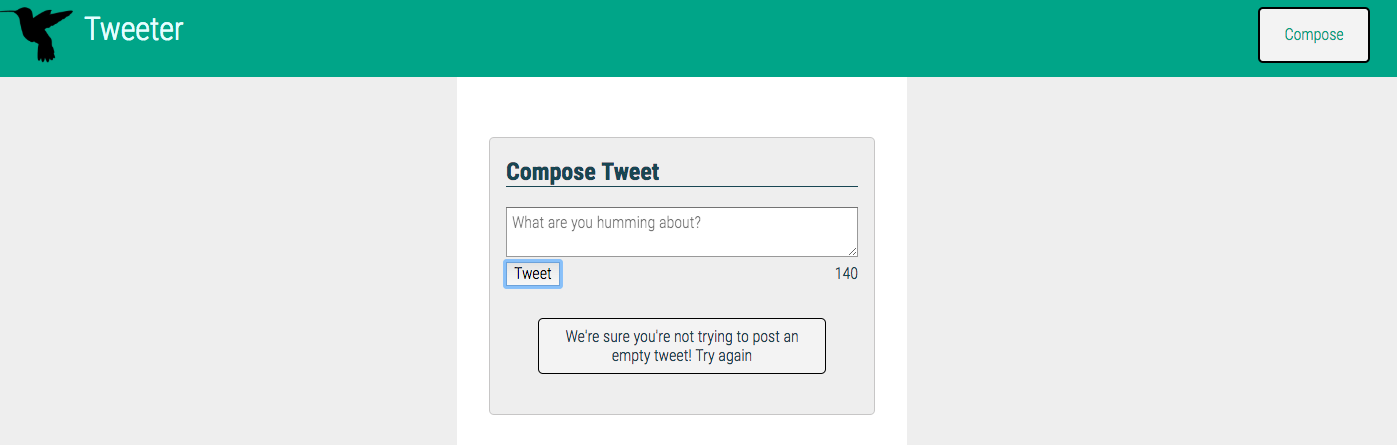 Tweeter
Compose
Compose Tweet
What are you humming about?
Tweet
140
We're sure you're not trying to post an
empty tweet! Try again